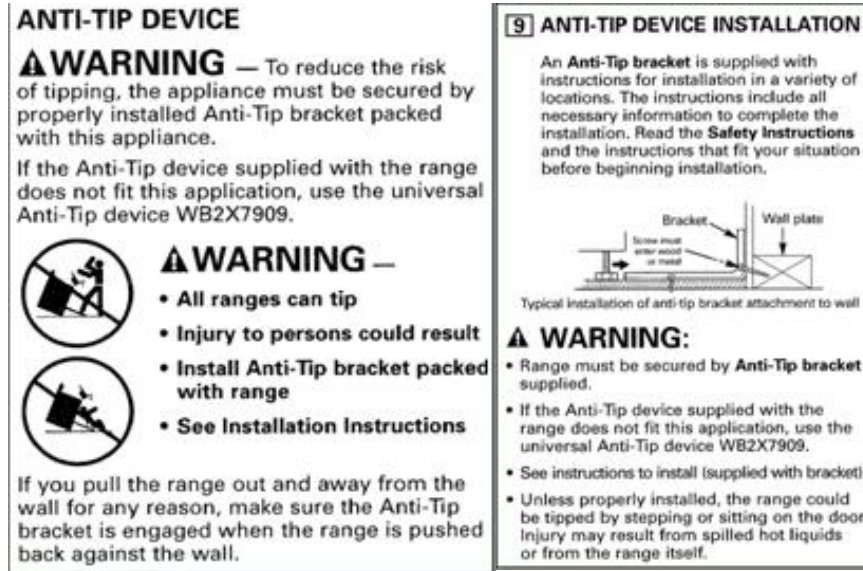 ANTI-TIP DEVICE
WARNING — To reduce the risk
of tipping, the appliance must be secured by
properly installed Anti-Tip bracket packed
with this appliance.
If the Anti-Tip device supplied with the range
does not fit this application, use the universal
Anti-Tip device WB2X7909.
WARNING –
• All ranges can tip
• Injury to persons could result
• Install Anti-Tip bracket packed
with range
• See Installation Instructions
If you pull the range out and away from the
wall for any reason, make sure the Anti-Tip
bracket is engaged when the range is pushed
back against the wall.
9 ANTI-TIP DEVICE INSTALLATION
An Anti-Tip bracket is supplied with
instructions for installation in a variety of
locations. The instructions include all
necessary information to complete the
installation. Read the Safety Instructions
and the instructions that fit your situation
before beginning installation.
Bracket
Wall plate
Screw must
enter wood
or metal
Typical installation of anti-tip bracket attachment to wall
WARNING:
• Range must be secured by Anti-Tip bracket
supplied.
• If the Anti-Tip device supplied with the
range does not fit this application, use the
universal Anti-Tip device WB2X7909.
• See instructions to install (supplied with bracket)
• Unless properly installed, the range could
be tipped by stepping or sitting on the door
Injury may result from spilled hot liquids
or from the range itself.